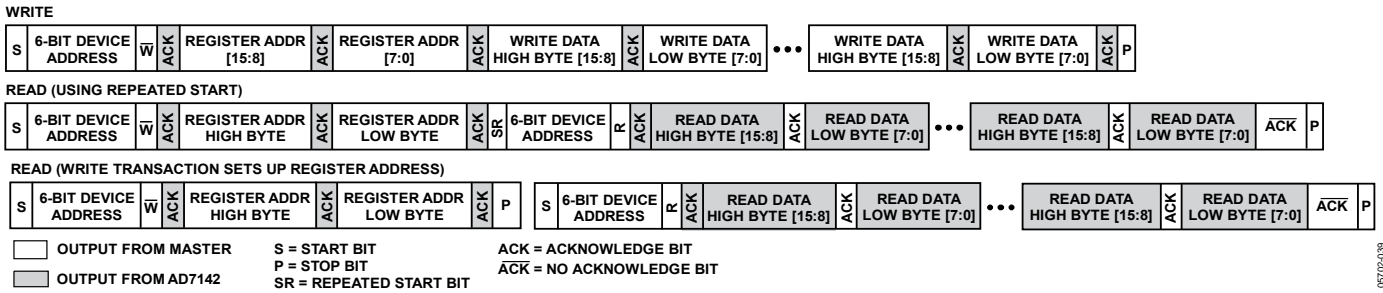 WRITE
S 6-BIT DEVICE ADDRESS W̅ ACK REGISTER ADDR [15:8] ACK REGISTER ADDR [7:0] ACK WRITE DATA HIGH BYTE [15:8] ACK WRITE DATA LOW BYTE [7:0] ••• WRITE DATA HIGH BYTE [15:8] ACK WRITE DATA LOW BYTE [7:0] ACK P
READ (USING REPEATED START)
S 6-BIT DEVICE ADDRESS W̅ ACK REGISTER ADDR HIGH BYTE ACK REGISTER ADDR LOW BYTE ACK SR 6-BIT DEVICE ADDRESS R ACK READ DATA HIGH BYTE [15:8] ACK READ DATA LOW BYTE [7:0] ••• READ DATA HIGH BYTE [15:8] ACK READ DATA LOW BYTE [7:0] A̅C̅K̅ P
READ (WRITE TRANSACTION SETS UP REGISTER ADDRESS)
S 6-BIT DEVICE ADDRESS W̅ ACK REGISTER ADDR HIGH BYTE ACK REGISTER ADDR LOW BYTE ACK P S 6-BIT DEVICE ADDRESS R ACK READ DATA HIGH BYTE [15:8] ACK READ DATA LOW BYTE [7:0] ••• READ DATA HIGH BYTE [15:8] ACK READ DATA LOW BYTE [7:0] A̅C̅K̅ P
OUTPUT FROM MASTER
OUTPUT FROM AD7142
S = START BIT
P = STOP BIT
SR = REPEATED START BIT
ACK = ACKNOWLEDGE BIT
A̅C̅K̅ = NO ACKNOWLEDGE BIT
05702-039